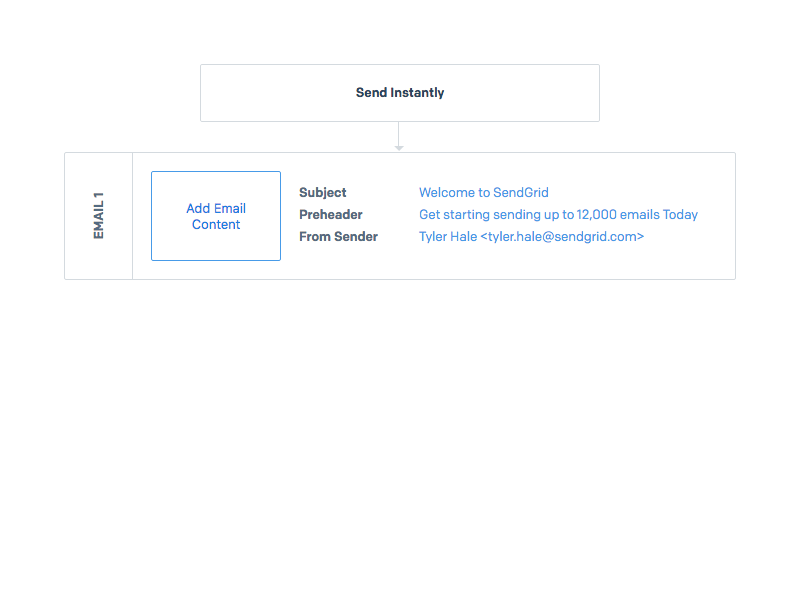 Send Instantly
EMAIL 1
Add Email
Content
Subject
Welcome to SendGrid
Preheader
Get starting sending up to 12,000 emails Today
From Sender
Tyler Hale <tyler.hale@sendgrid.com>